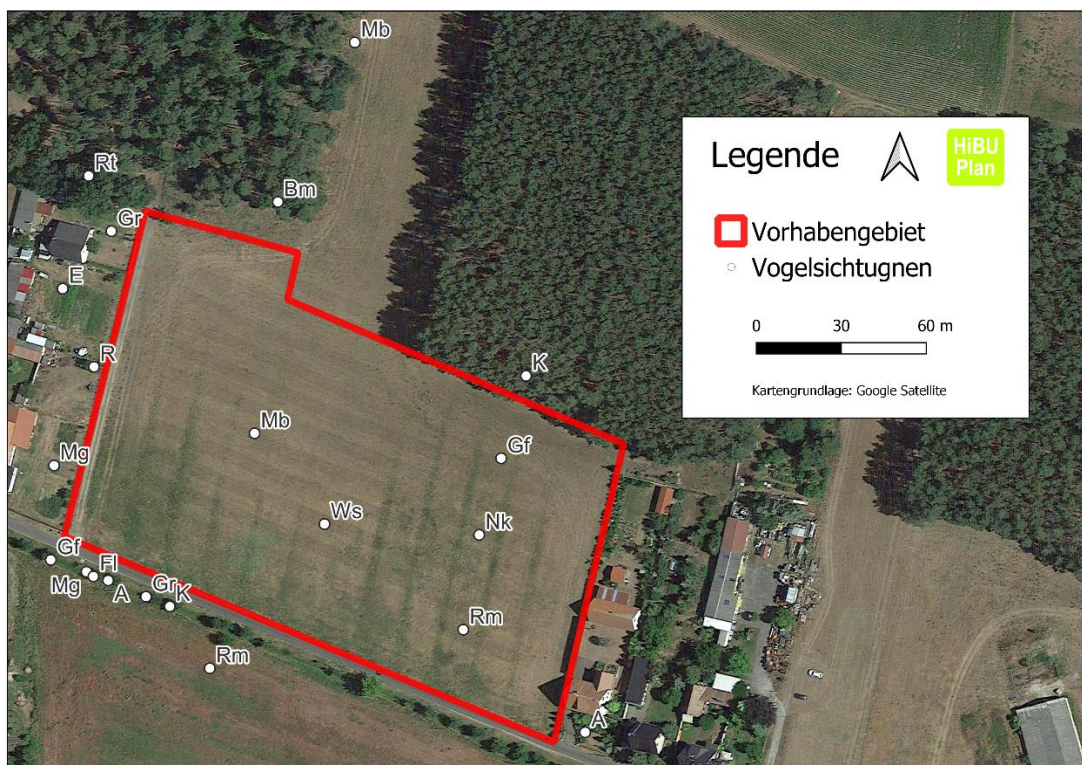 Mb
Rt
Bm
Gr
E
R
K
Mb
Gf
Mg
Ws
Nk
Gf
Mg
Fl
A
Gr
K
Rm
Rm
A
Legende
HiBU
Plan
Vorhabengebiet
Vogelsichtugnen
0 30 60 m
Kartengrundlage: Google Satellite